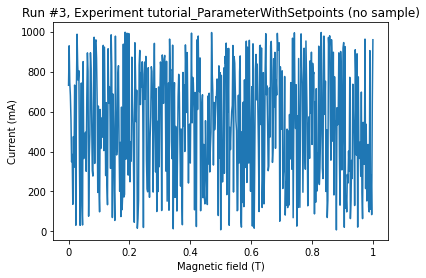 Run #3, Experiment tutorial_ParameterWithSetpoints (no sample)
1000
800
600
400
200
0
Current (mA)
0 0.2 0.4 0.6 0.8 1
Magnetic field (T)